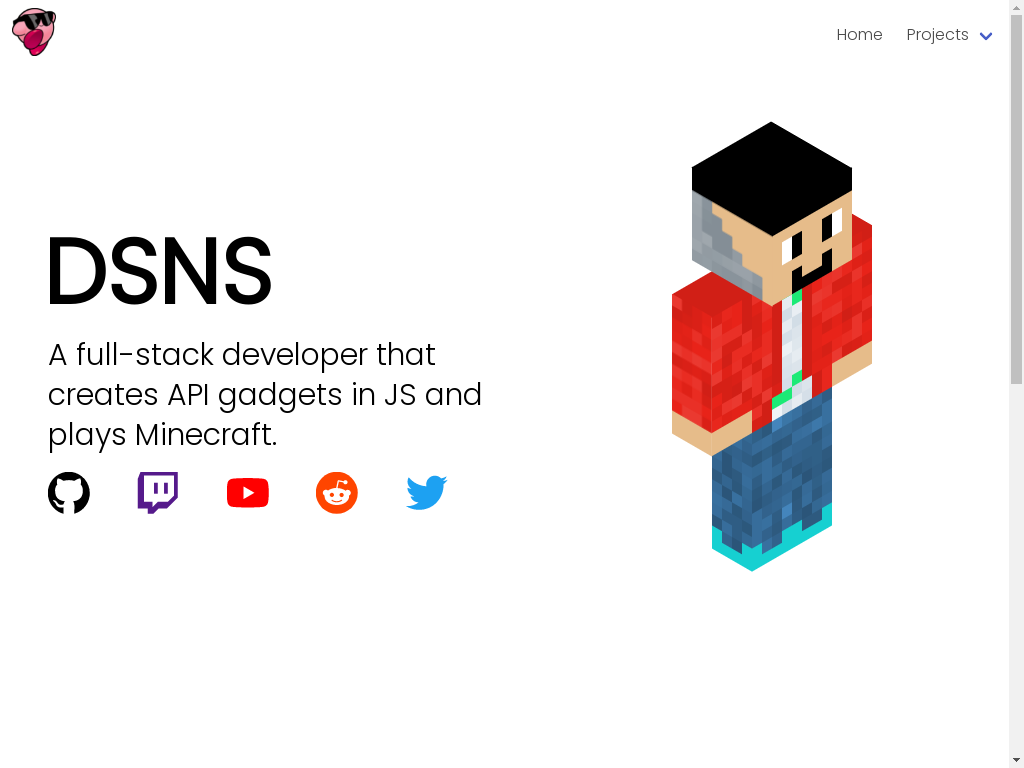 Home Projects
DSNS
A full-stack developer that
creates API gadgets in JS and
plays Minecraft.